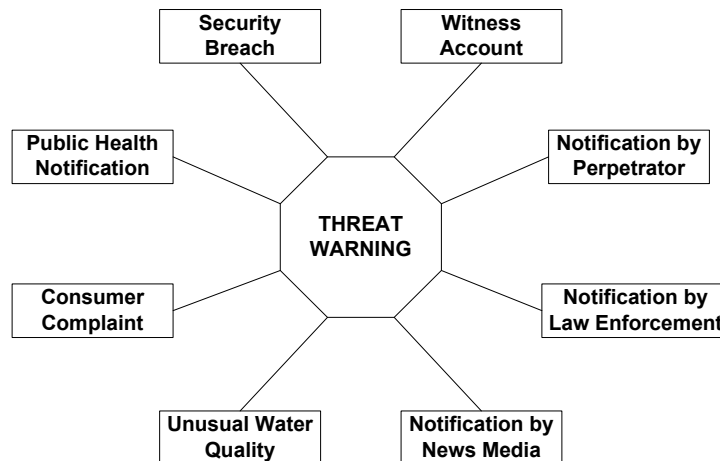 Security
Breach
Witness
Account
Public Health
Notification
Notification by
Perpetrator
THREAT
WARNING
Consumer
Complaint
Notification by
Law Enforcement
Unusual Water
Quality
Notification by
News Media